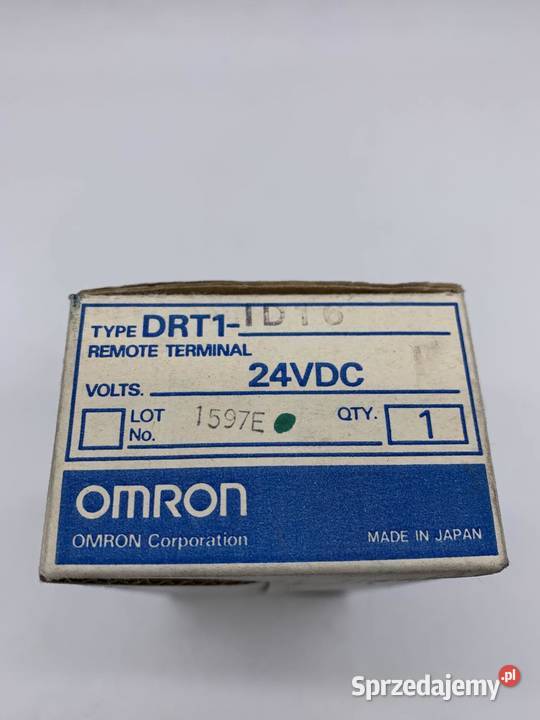 TYPE DRT1-ID16
REMOTE TERMINAL
VOLTS. 24VDC
LOT No. 1597E QTY. 1
OMRON
OMRON Corporation MADE IN JAPAN
Sprzedajemy.pl